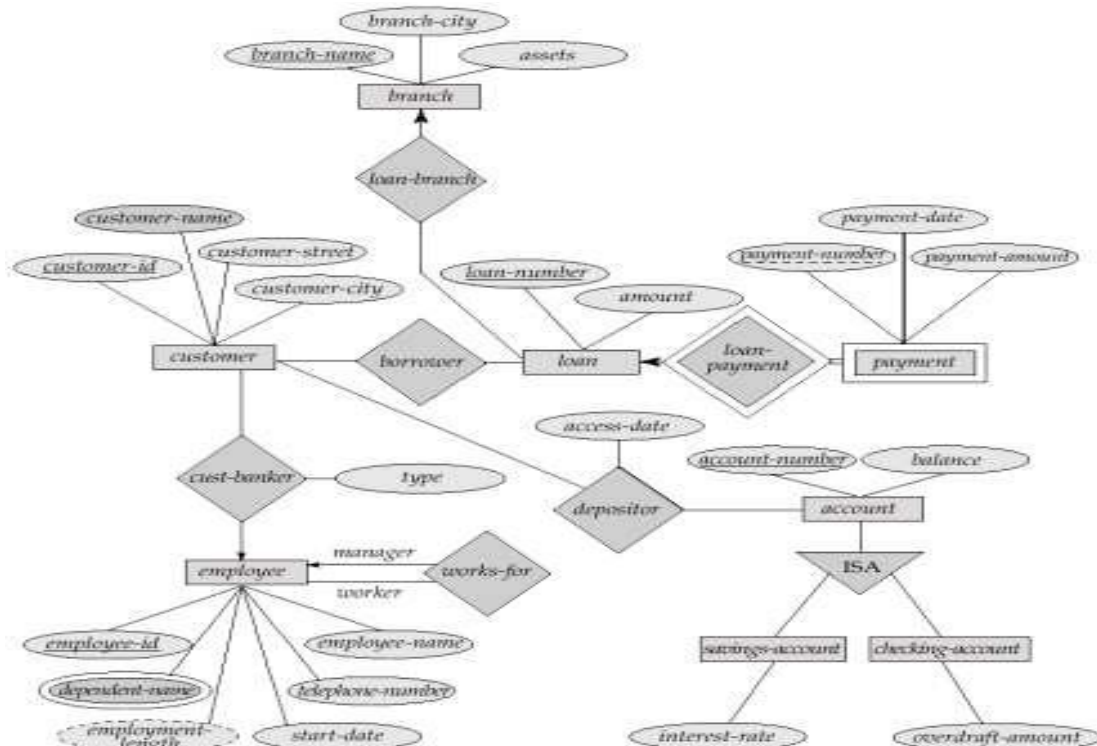 branch-city
branch-name
assets
branch
loan-branch
customer-name
payment-date
customer-street
customer-id
loan-number
payment-number
payment-amount
customer-city
amount
customer
borrower
loan
loan-
payment
payment
access-date
account-number
balance
cust-banker
type
depositor
account
manager
employee
works-for
ISA
worker
employee-id
employee-name
savings-account
checking-account
dependent-name
telephone-number
employment-
length
start-date
interest-rate
overdraft-amount